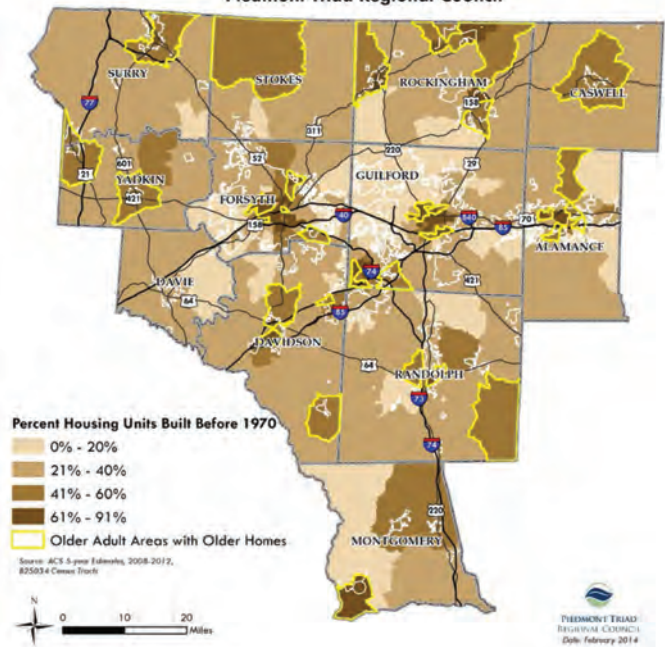 Piedmont Triad Regional Council
SURRY
STOKES
ROCKINGHAM
CASWELL
158
77
311
220
29
601
52
21
YADKIN
421
GUILFORD
FORSYTH
40
840
70
85
158
ALAMANCE
74
421
DAVIE
64
85
DAVIDSON
64
RANDOLPH
73
74
220
MONTGOMERY
Percent Housing Units Built Before 1970
0% - 20%
21% - 40%
41% - 60%
61% - 91%
Older Adult Areas with Older Homes
Source: ACS 5-year Estimates, 2008-2012,
B25034 Census Tracts
N
0 10 20
Miles
PIEDMONT TRIAD
REGIONAL COUNCIL
Date: February 2014